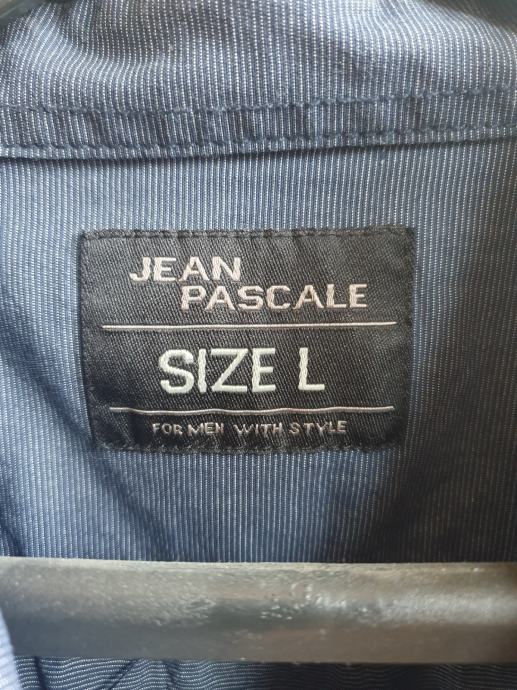 JEAN
PASCALE
SIZE L
FOR MEN WITH STYLE